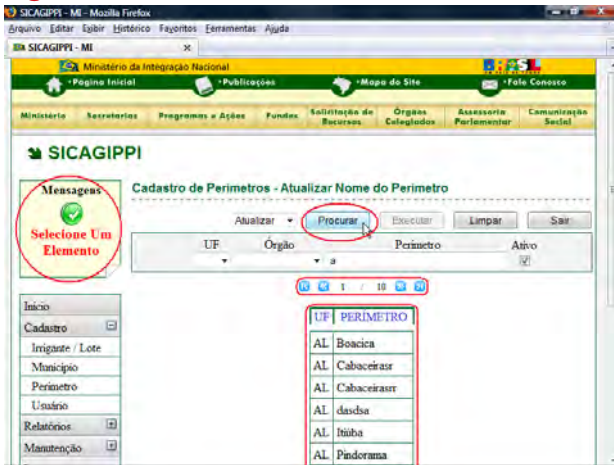 SICAGIPPI - MI - Mozilla Firefox
Arquivo Editar Exibir Histórico Favoritos Ferramentas Ajuda
SICAGIPPI - MI
Ministério da Integração Nacional
Pagina Inicial Publicações Mapa do Site Fale Conosco
Ministério Secretarias Programas e Ações Fundos Solicitação de Recursos Órgãos Colegiados Assessoria Parlamentar Comunicação Social
SICAGIPPI
Mensagens
Selecione Um
Elemento
Cadastro de Perimetros - Atualizar Nome do Perimetro
Atualizar Procurar Executar Limpar Sair
UF Órgão Perimetro Ativo
a
1 / 10
UF PERÍMETRO
AL Boacica
AL Cabaceirasr
AL Cabaceirasrr
AL dasdsa
AL Itiúba
AL Pindorama
Inicio
Cadastro
Irrigante / Lote
Municipio
Perimetro
Usuário
Relatórios
Manutenção